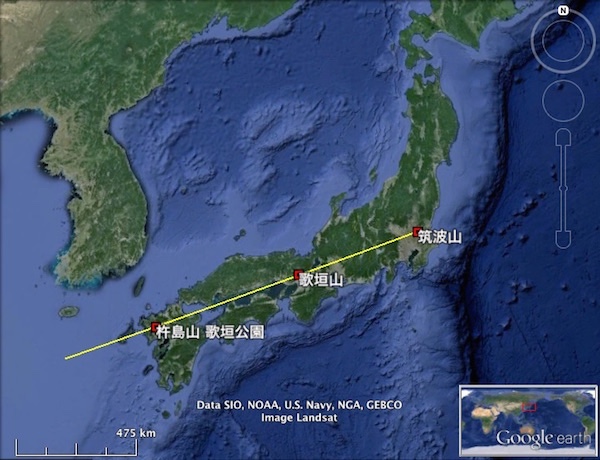 N
筑波山
歌垣山
杵島山 歌垣公園
Data SIO, NOAA, U.S. Navy, NGA, GEBCO
Image Landsat
475 km
Google earth